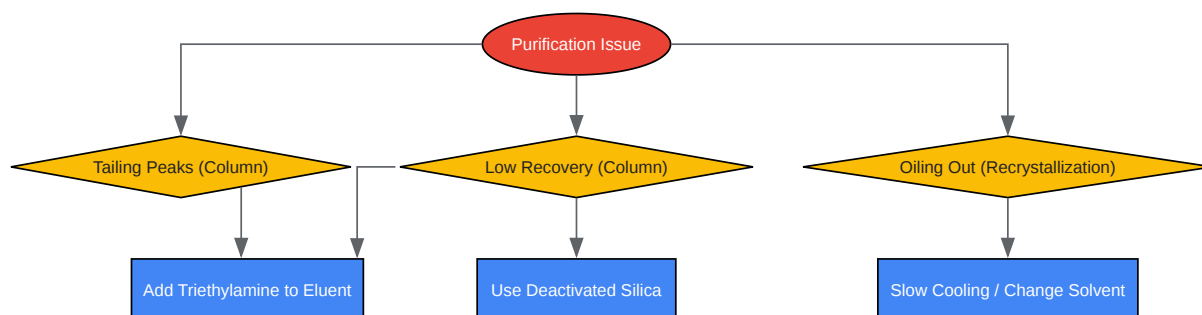 Purification Issue
Tailing Peaks (Column)
Low Recovery (Column)
Oiling Out (Recrystallization)
Add Triethylamine to Eluent
Use Deactivated Silica
Slow Cooling / Change Solvent